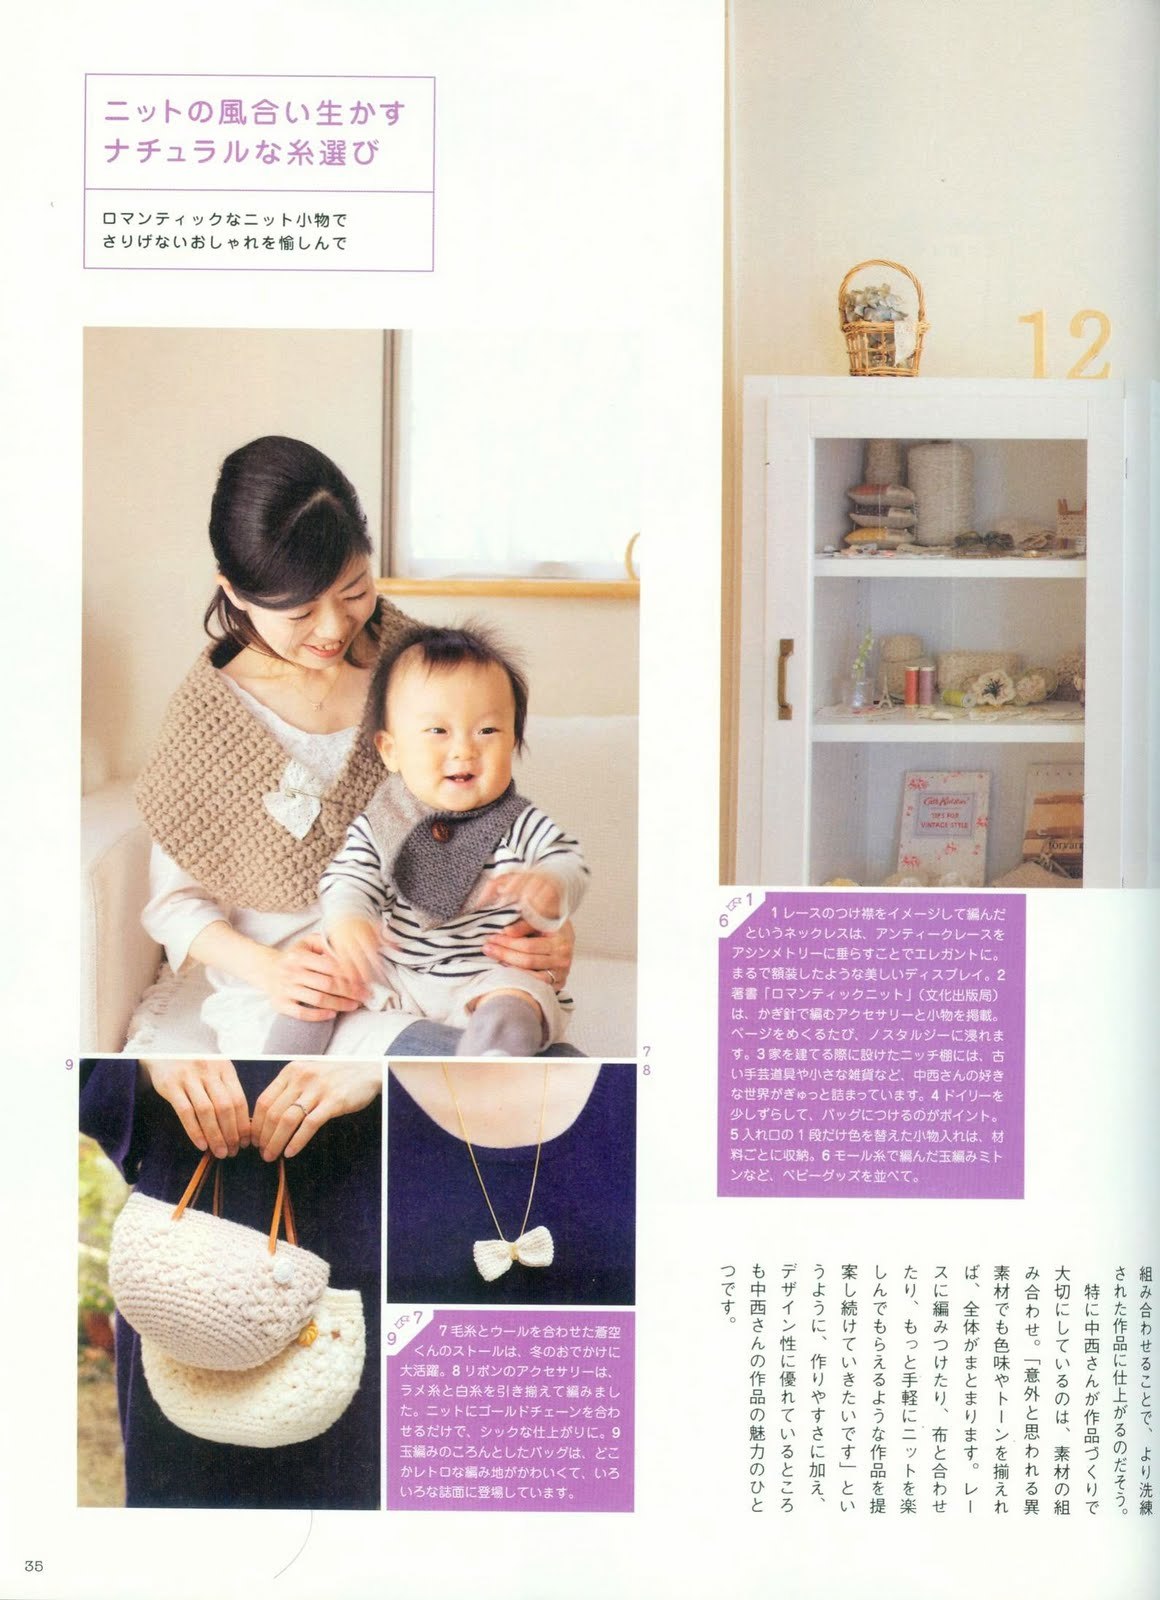 ニットの風合い生かす
ナチュラルな糸選び
ロマンティックなニット小物で
さりげないおしゃれを愉しんで
12
Cath Kidston
TIPS FOR
VINTAGE STYLE
1
6
1 レースのつけ襟をイメージして編んだ
というネックレスは、アンティークレースを
アシンメトリーに垂らすことでエレガントに。
まるで額装したような美しいディスプレイ。2
著書「ロマンティックニット」（文化出版局）
は、かぎ針で編むアクセサリーと小物を掲載。
ページをめくるたび、ノスタルジーに浸れま
す。3 家を建てる際に設けたニッチ棚には、古
い手芸道具や小さな雑貨など、中西さんの好き
な世界がぎゅっと詰まっています。4 ドイリーを
少しずらして、バッグにつけるのがポイント。
5 入れ口の 1 段だけ色を替えた小物入れは、材
料ごとに収納。6 モール糸で編んだ玉編みミト
ンなど、ベビーグッズを並べて。
7
8
9
7
9
7 毛糸とウールを合わせた蒼空
くんのストールは、冬のおでかけに
大活躍。8 リボンのアクセサリーは、
ラメ糸と白糸を引き揃えて編みまし
た。ニットにゴールドチェーンを合わ
せるだけで、シックな仕上がりに。9
玉編みのころんとしたバッグは、どこ
かレトロな編み地がかわいくて、いろ
いろな誌面に登場しています。
組み合わせることで、より洗練
された作品に仕上がるのだそう。
特に中西さんが作品づくりで
大切にしているのは、素材の組
み合わせ。「意外と思われる異
素材でも色味やトーンを揃えれ
ば、全体がまとまります。レー
スに編みつけたり、布と合わせ
たり、もっと手軽にニットを楽
しんでもらえるような作品を提
案し続けていきたいです」とい
うように、作りやすさに加え、
デザイン性に優れているところ
も中西さんの作品の魅力のひと
つです。
35